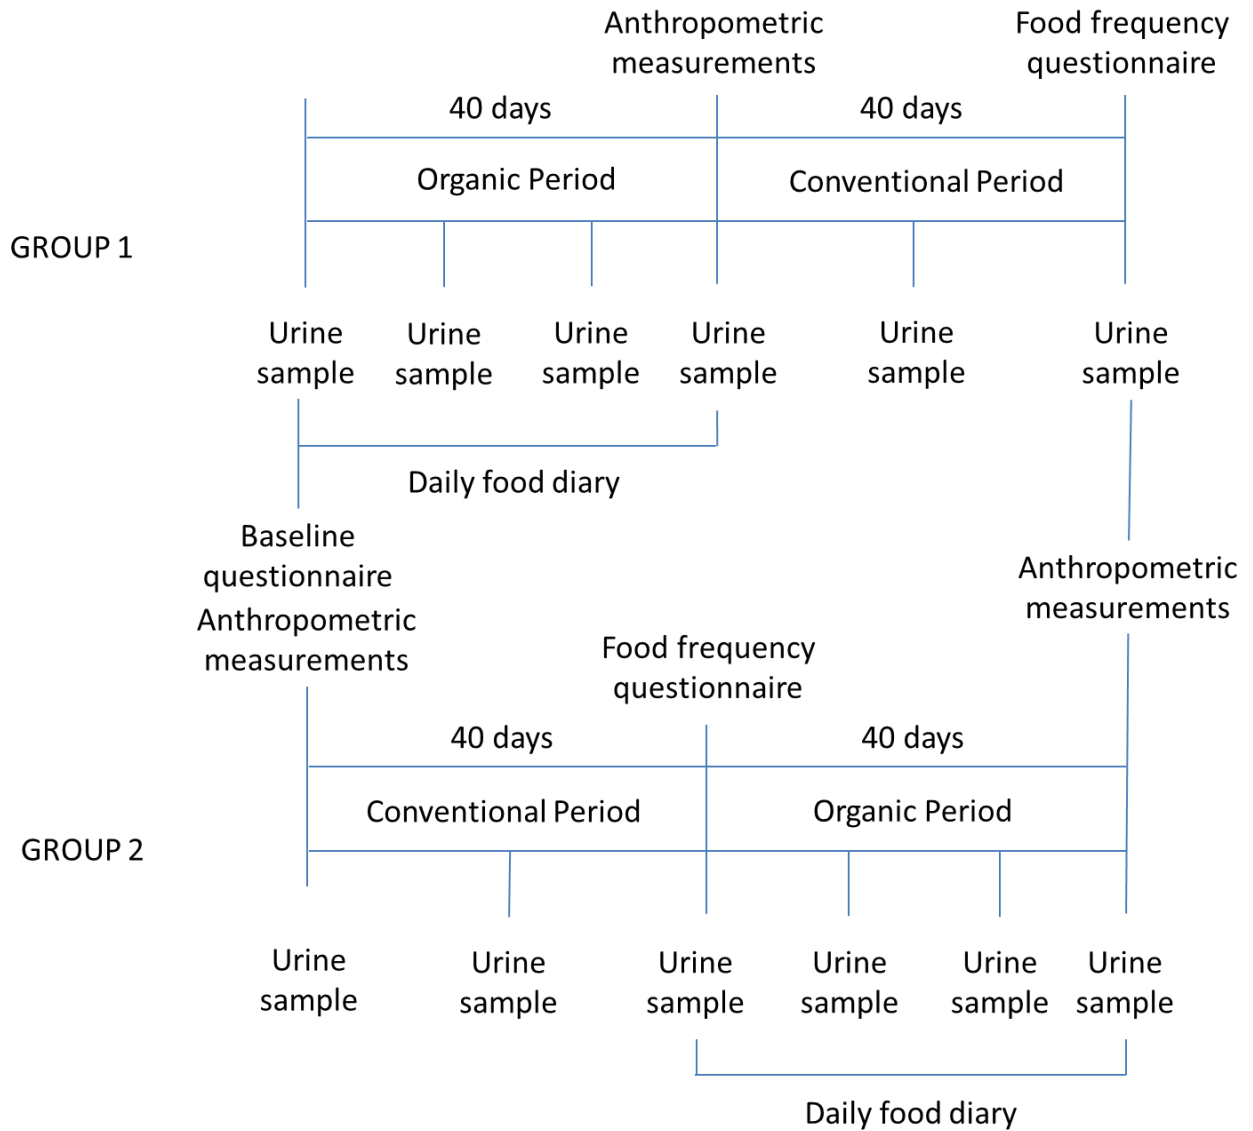 Anthropometric
measurements
Food frequency
questionnaire
40 days
40 days
Organic Period
Conventional Period
GROUP 1
Urine
sample
Urine
sample
Urine
sample
Urine
sample
Urine
sample
Urine
sample
Daily food diary
Baseline
questionnaire
Anthropometric
measurements
Anthropometric
measurements
Food frequency
questionnaire
40 days
40 days
Conventional Period
Organic Period
GROUP 2
Urine
sample
Urine
sample
Urine
sample
Urine
sample
Urine
sample
Urine
sample
Daily food diary